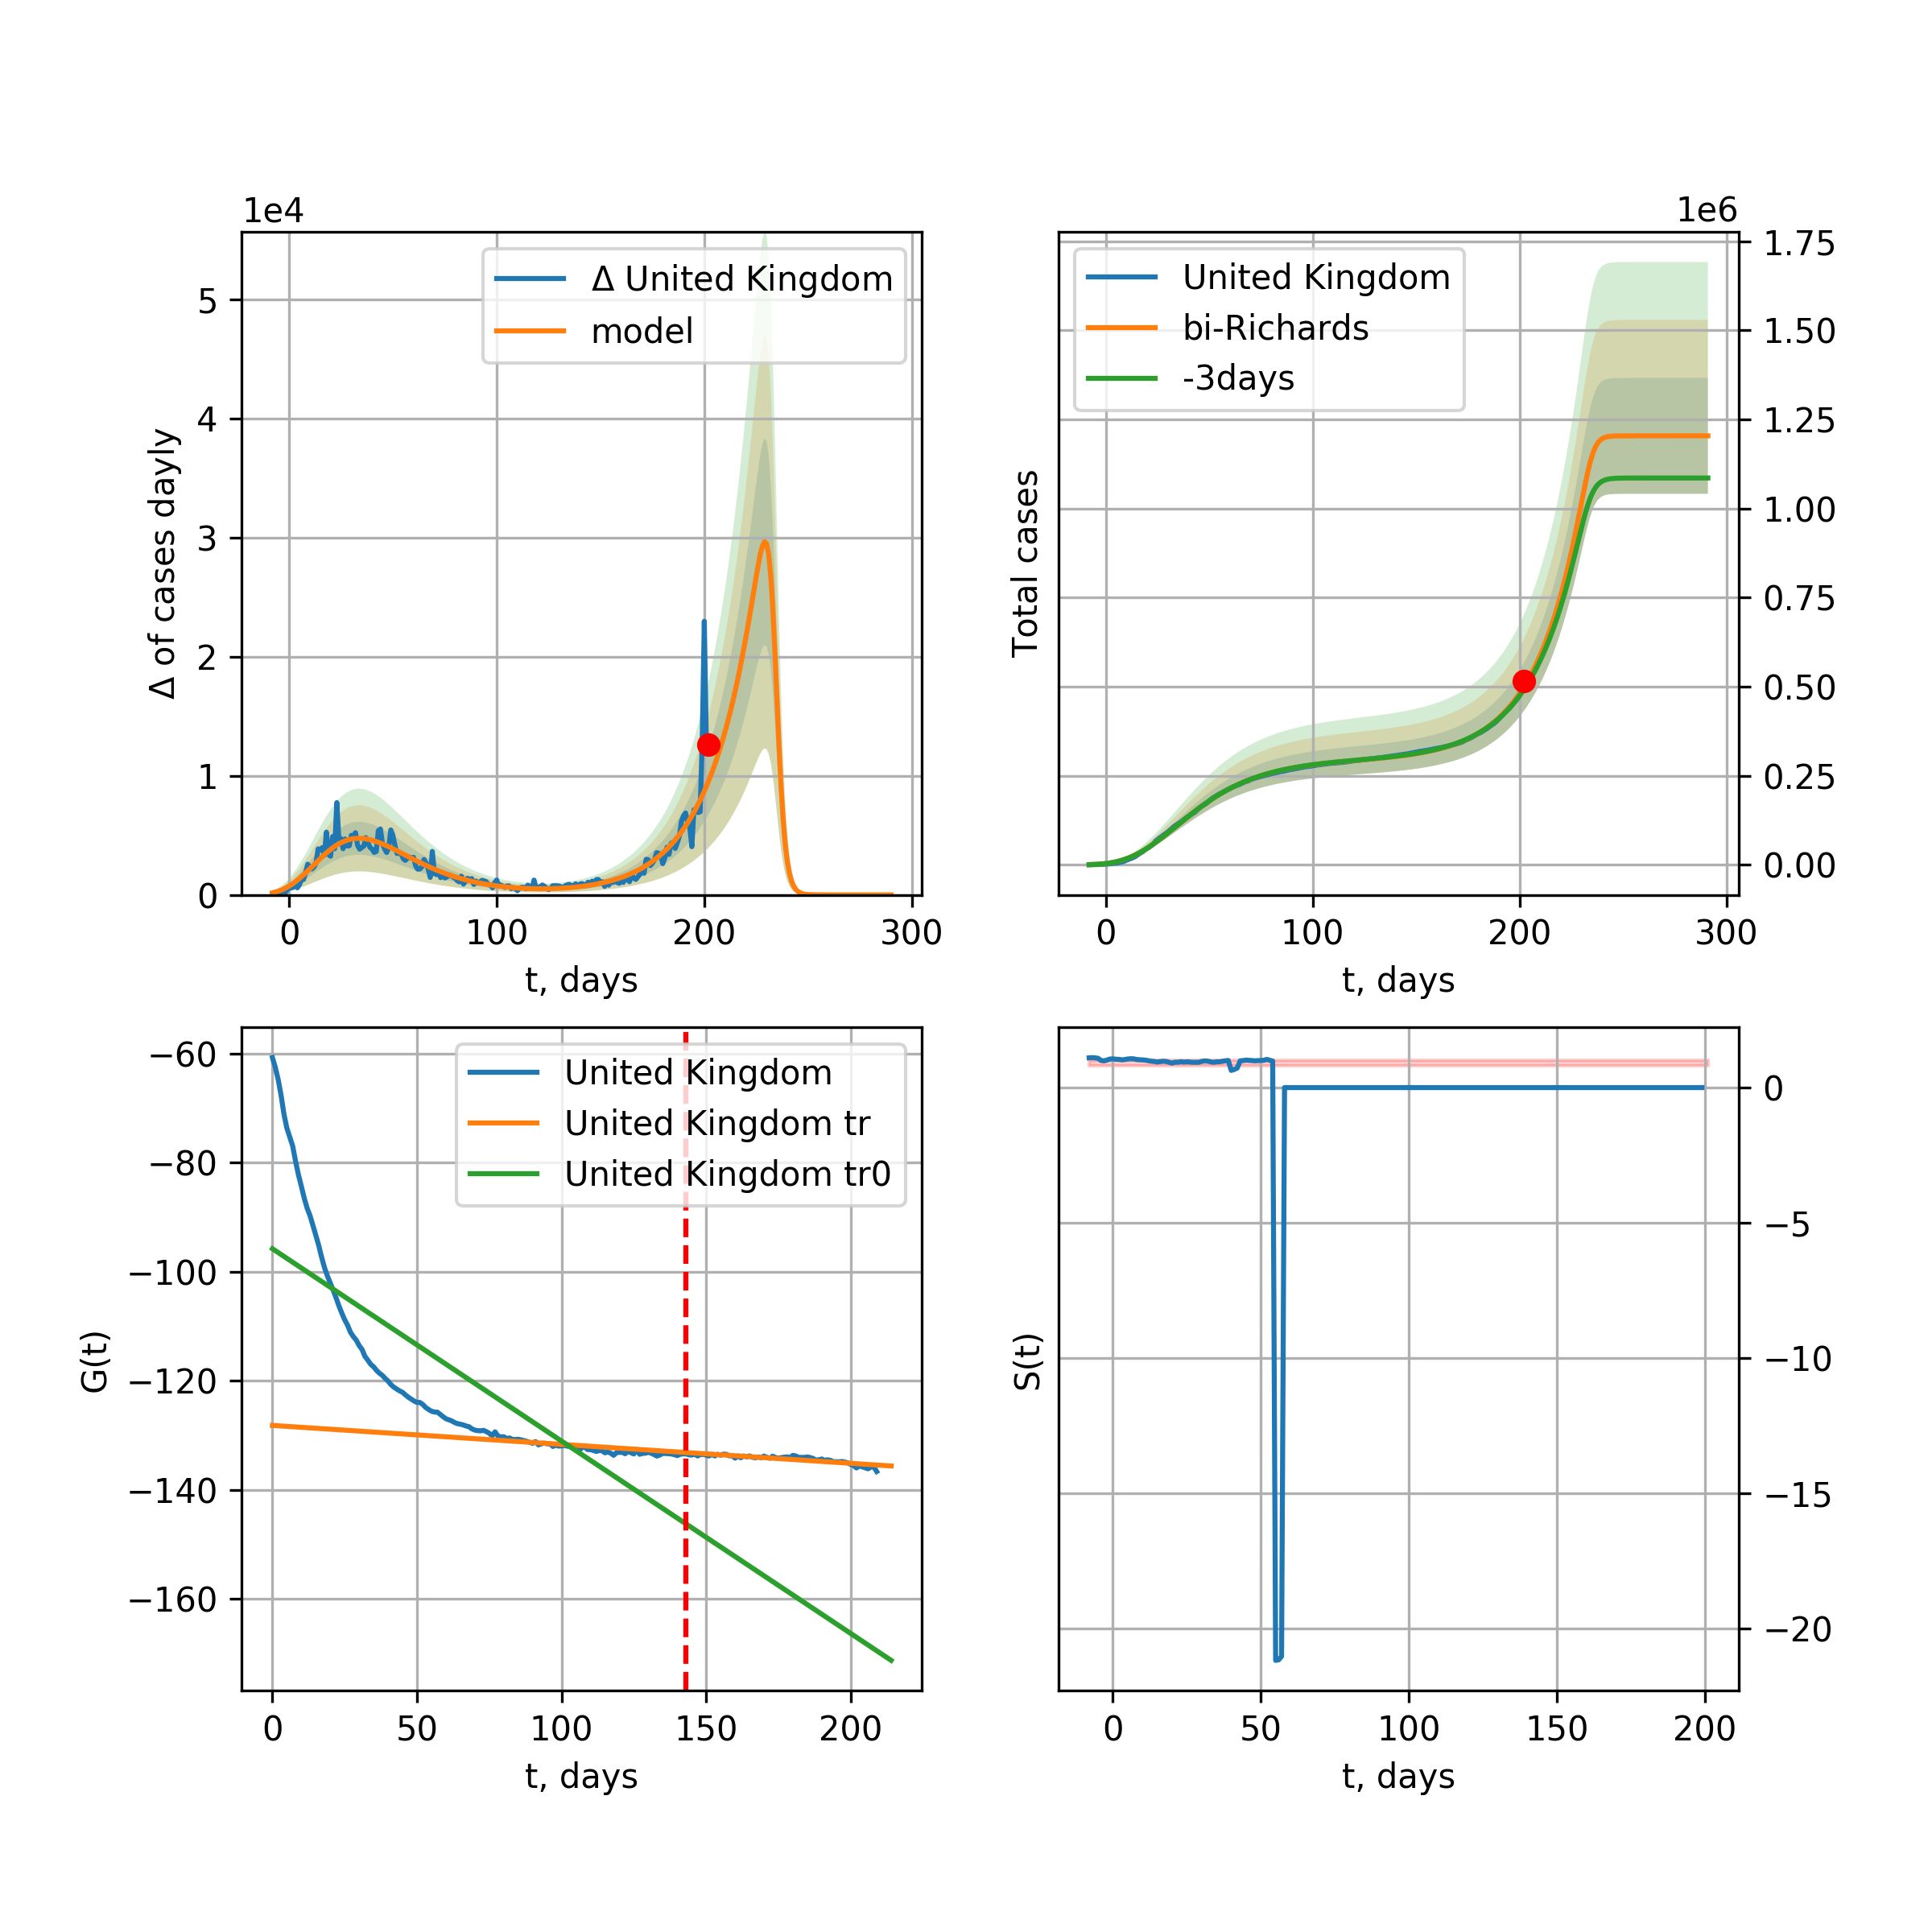 1e4
Δ of cases dayly
5
4
3
2
1
0
Δ United Kingdom
model
0 100 200 300
t, days
1e6
Total cases
United Kingdom
bi-Richards
-3days
1.75
1.50
1.25
1.00
0.75
0.50
0.25
0.00
0 100 200 300
t, days
G(t)
−60
−80
−100
−120
−140
−160
United Kingdom
United Kingdom tr
United Kingdom tr0
0 50 100 150 200
t, days
S(t)
0
−5
−10
−15
−20
0 50 100 150 200
t, days